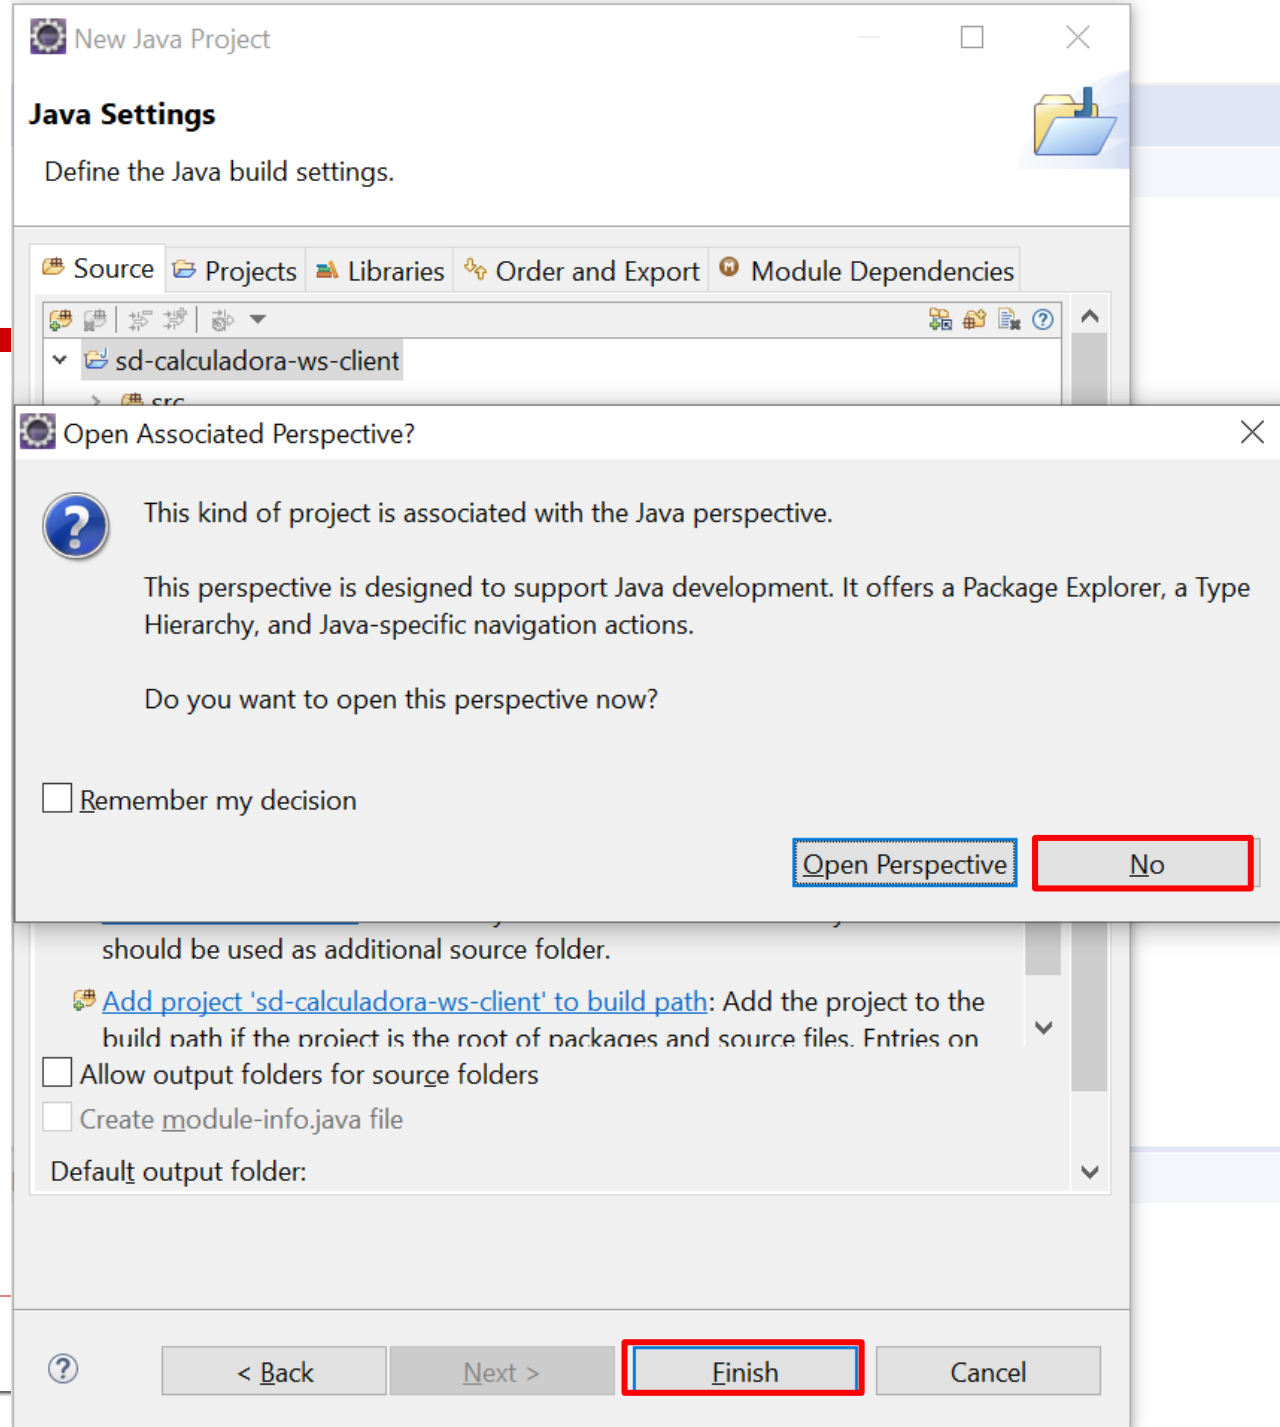 New Java Project
Java Settings
Define the Java build settings.
Source Projects Libraries Order and Export Module Dependencies
sd-calculadora-ws-client
src
Open Associated Perspective?
This kind of project is associated with the Java perspective.
This perspective is designed to support Java development. It offers a Package Explorer, a Type
Hierarchy, and Java-specific navigation actions.
Do you want to open this perspective now?
Remember my decision
Open Perspective No
should be used as additional source folder.
Add project 'sd-calculadora-ws-client' to build path: Add the project to the
build path if the project is the root of packages and source files. Entries on
Allow output folders for source folders
Create module-info.java file
Default output folder:
< Back Next > Finish Cancel